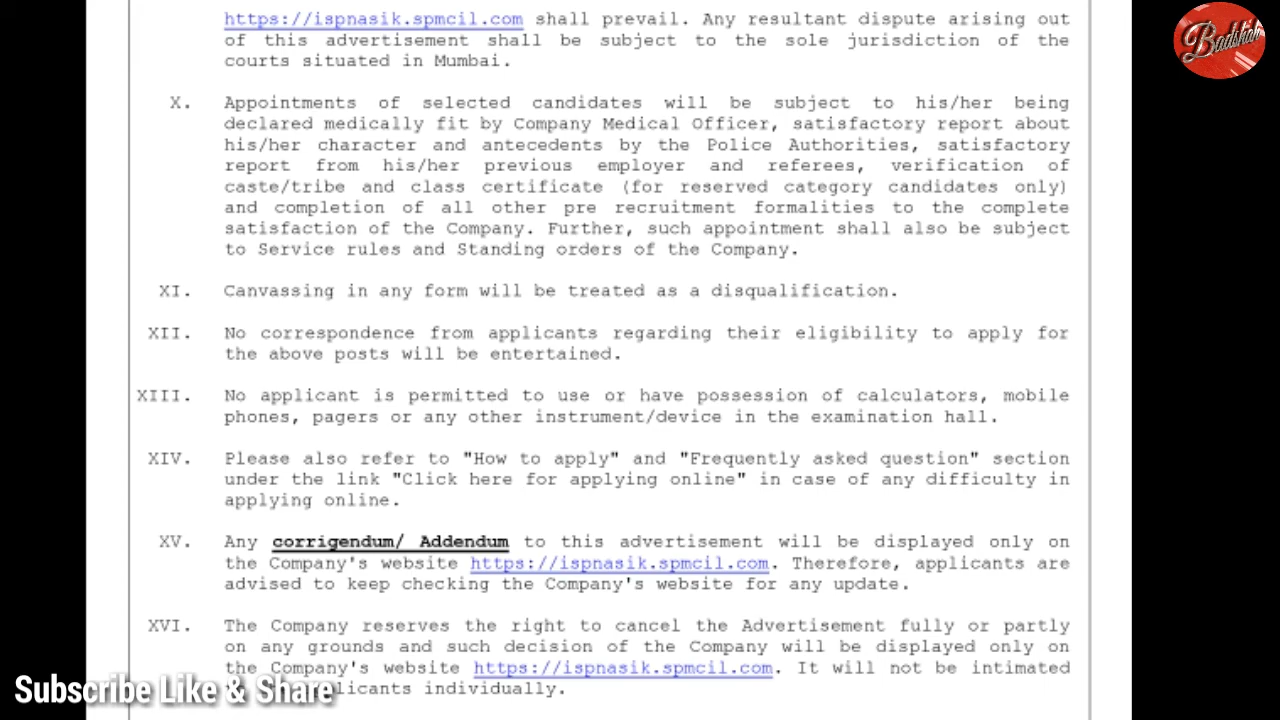 https://ispnasik.spmcil.com shall prevail. Any resultant dispute arising out
of this advertisement shall be subject to the sole jurisdiction of the
courts situated in Mumbai.
X. Appointments of selected candidates will be subject to his/her being
declared medically fit by Company Medical Officer, satisfactory report about
his/her character and antecedents by the Police Authorities, satisfactory
report from his/her previous employer and referees, verification of
caste/tribe and class certificate (for reserved category candidates only)
and completion of all other pre recruitment formalities to the complete
satisfaction of the Company. Further, such appointment shall also be subject
to Service rules and Standing orders of the Company.
XI. Canvassing in any form will be treated as a disqualification.
XII. No correspondence from applicants regarding their eligibility to apply for
the above posts will be entertained.
XIII. No applicant is permitted to use or have possession of calculators, mobile
phones, pagers or any other instrument/device in the examination hall.
XIV. Please also refer to "How to apply" and "Frequently asked question" section
under the link "Click here for applying online" in case of any difficulty in
applying online.
XV. Any corrigendum/ Addendum to this advertisement will be displayed only on
the Company's website https://ispnasik.spmcil.com. Therefore, applicants are
advised to keep checking the Company's website for any update.
XVI. The Company reserves the right to cancel the Advertisement fully or partly
on any grounds and such decision of the Company will be displayed only on
the Company's website https://ispnasik.spmcil.com. It will not be intimated
individually.
Subscribe Like & Share
Badshah